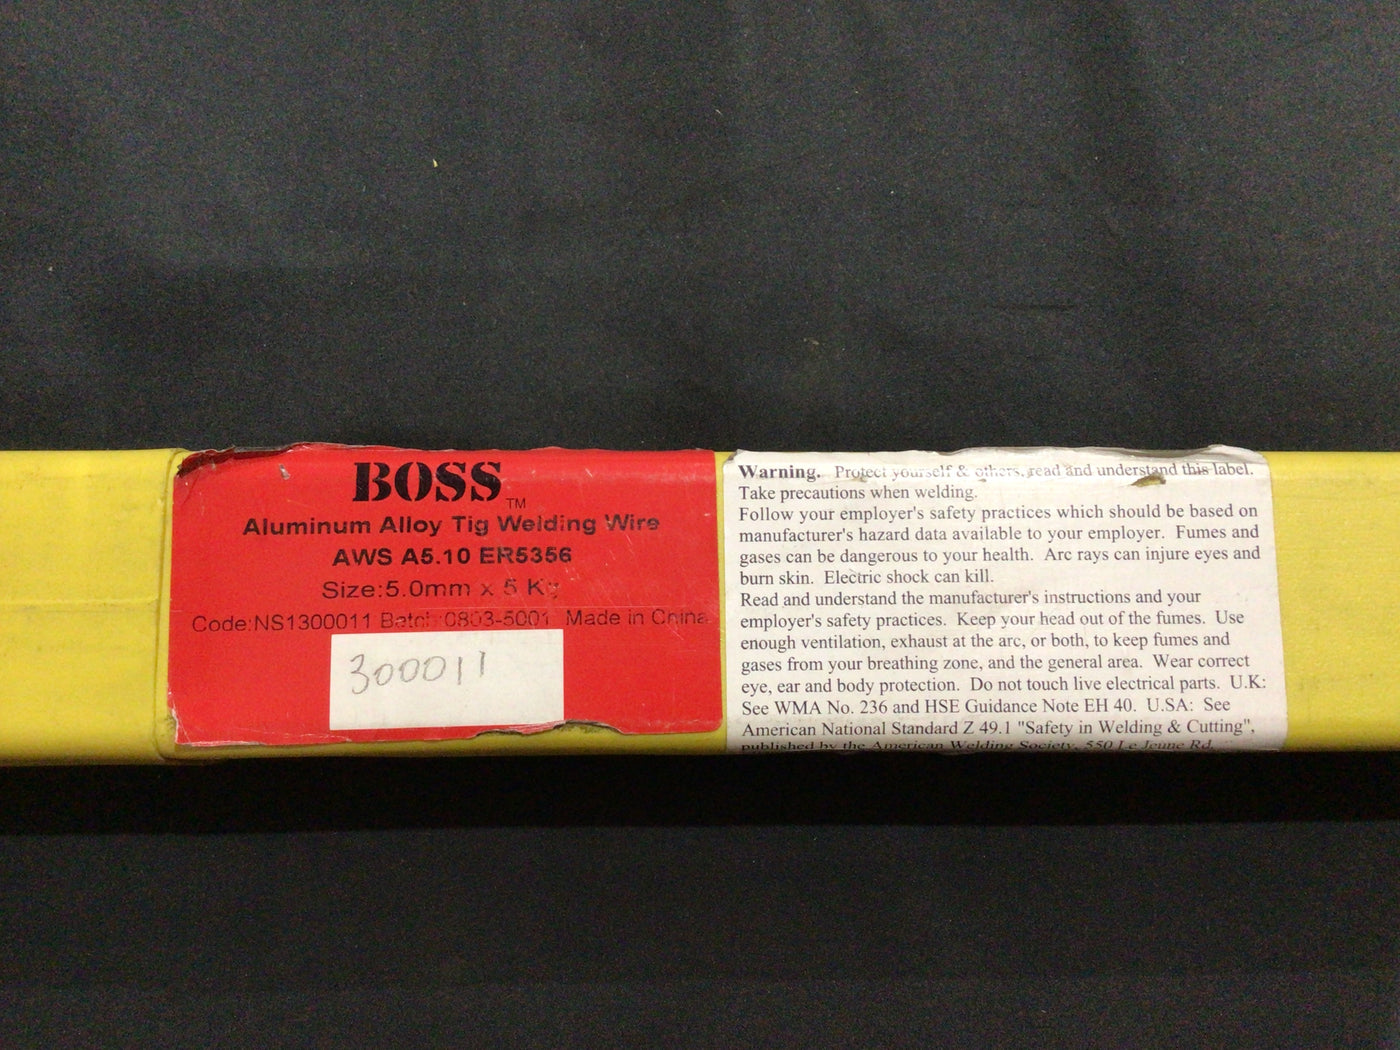 BOSS
TM
Aluminum Alloy Tig Welding Wire
AWS A5.10 ER5356
Size:5.0mm x 5 Kg
Code:NS1300011 Batch:0803-5001 Made in China
300011
Warning. Protect yourself & others, read and understand this label.
Take precautions when welding.
Follow your employer's safety practices which should be based on
manufacturer's hazard data available to your employer. Fumes and
gases can be dangerous to your health. Arc rays can injure eyes and
burn skin. Electric shock can kill.
Read and understand the manufacturer's instructions and your
employer's safety practices. Keep your head out of the fumes. Use
enough ventilation, exhaust at the arc, or both, to keep fumes and
gases from your breathing zone, and the general area. Wear correct
eye, ear and body protection. Do not touch live electrical parts. U.K:
See WMA No. 236 and HSE Guidance Note EH 40. U.SA: See
American National Standard Z 49.1 "Safety in Welding & Cutting",
published by the American Welding Society, 550 Le Jeune Rd,